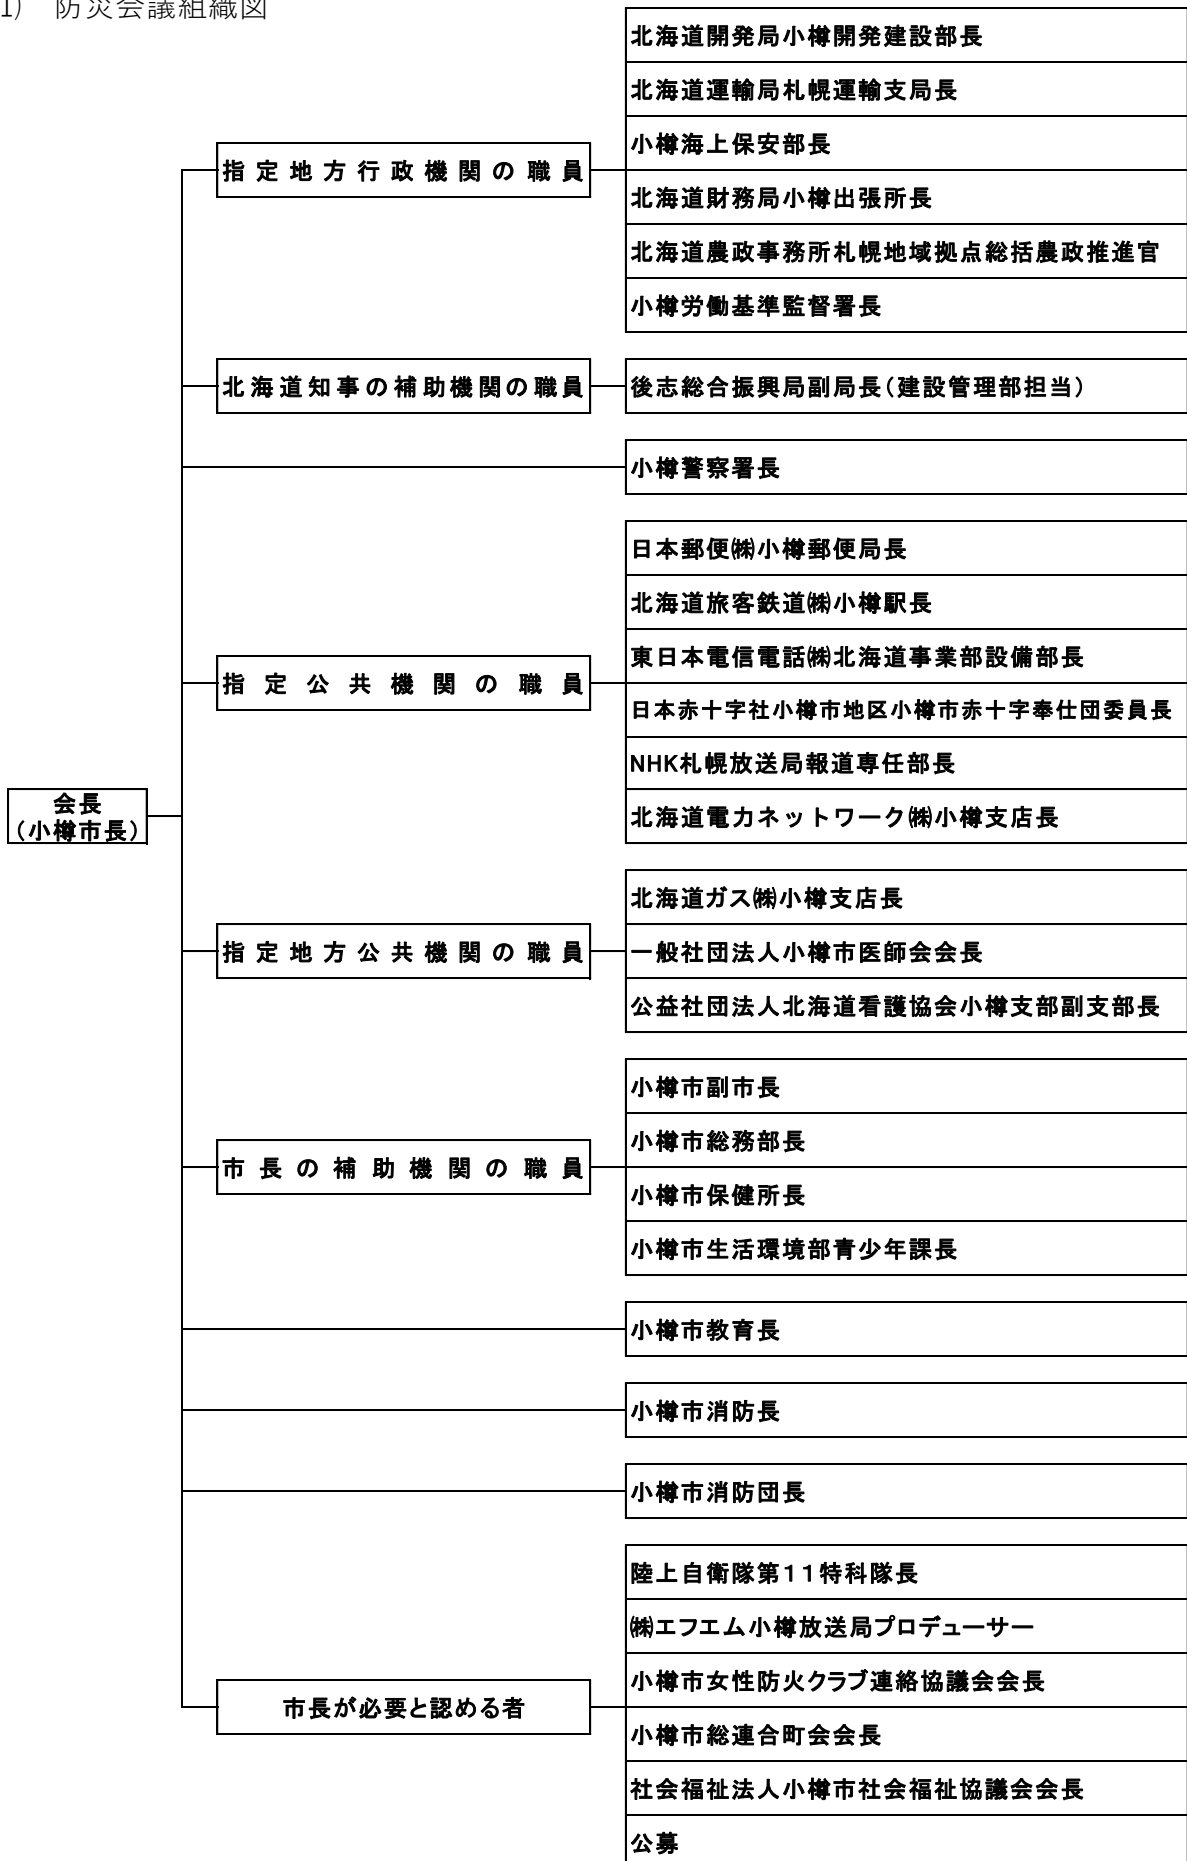 1) 防災会議組織図
北海道開発局小樽開発建設部長
北海道運輸局札幌運輸支局長
小樽海上保安部長
指定地方行政機関の職員
北海道財務局小樽出張所長
北海道農政事務所札幌地域拠点総括農政推進官
小樽労働基準監督署長
北海道知事の補助機関の職員
後志総合振興局副局長(建設管理部担当)
小樽警察署長
日本郵便㈱小樽郵便局長
北海道旅客鉄道㈱小樽駅長
東日本電信電話㈱北海道事業部設備部長
指定公共機関の職員
日本赤十字社小樽市地区小樽市赤十字奉仕団委員長
NHK札幌放送局報道専任部長
北海道電力ネットワーク㈱小樽支店長
会長
(小樽市長)
北海道ガス㈱小樽支店長
指定地方公共機関の職員
一般社団法人小樽市医師会会長
公益社団法人北海道看護協会小樽支部副支部長
小樽市副市長
小樽市総務部長
市長の補助機関の職員
小樽市保健所長
小樽市生活環境部青少年課長
小樽市教育長
小樽市消防長
小樽市消防団長
陸上自衛隊第11特科隊長
㈱エフエム小樽放送局プロデューサー
小樽市女性防火クラブ連絡協議会会長
市長が必要と認める者
小樽市総連合町会会長
社会福祉法人小樽市社会福祉協議会会長
公募